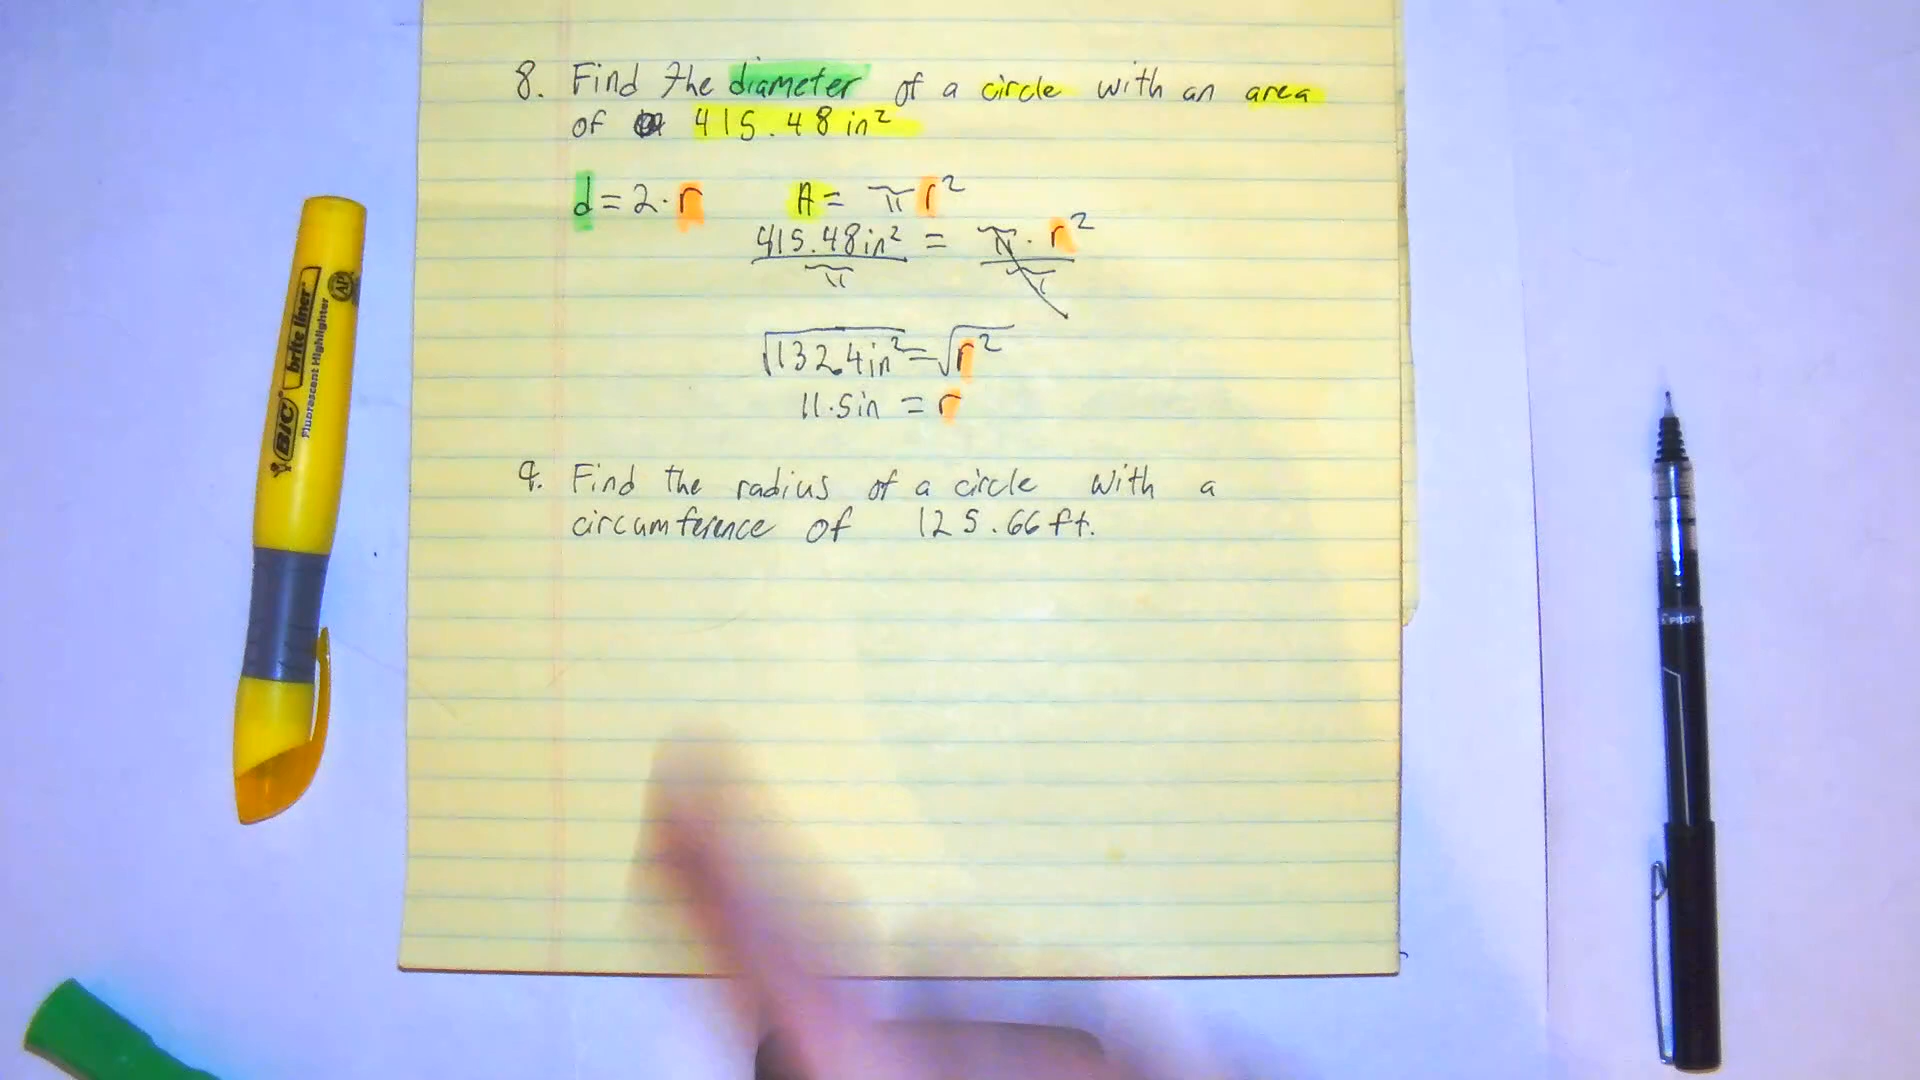 8. Find the diameter of a circle with an area
of 415.48 in²
d = 2·r A = πr²
415.48in² = π·r²
π π
√132.4in² = √r²
11.5in = r
9. Find the radius of a circle with a
circumference of 125.66 ft.
BIC brite liner
Fluorescent Highlighter
AP
PILOT